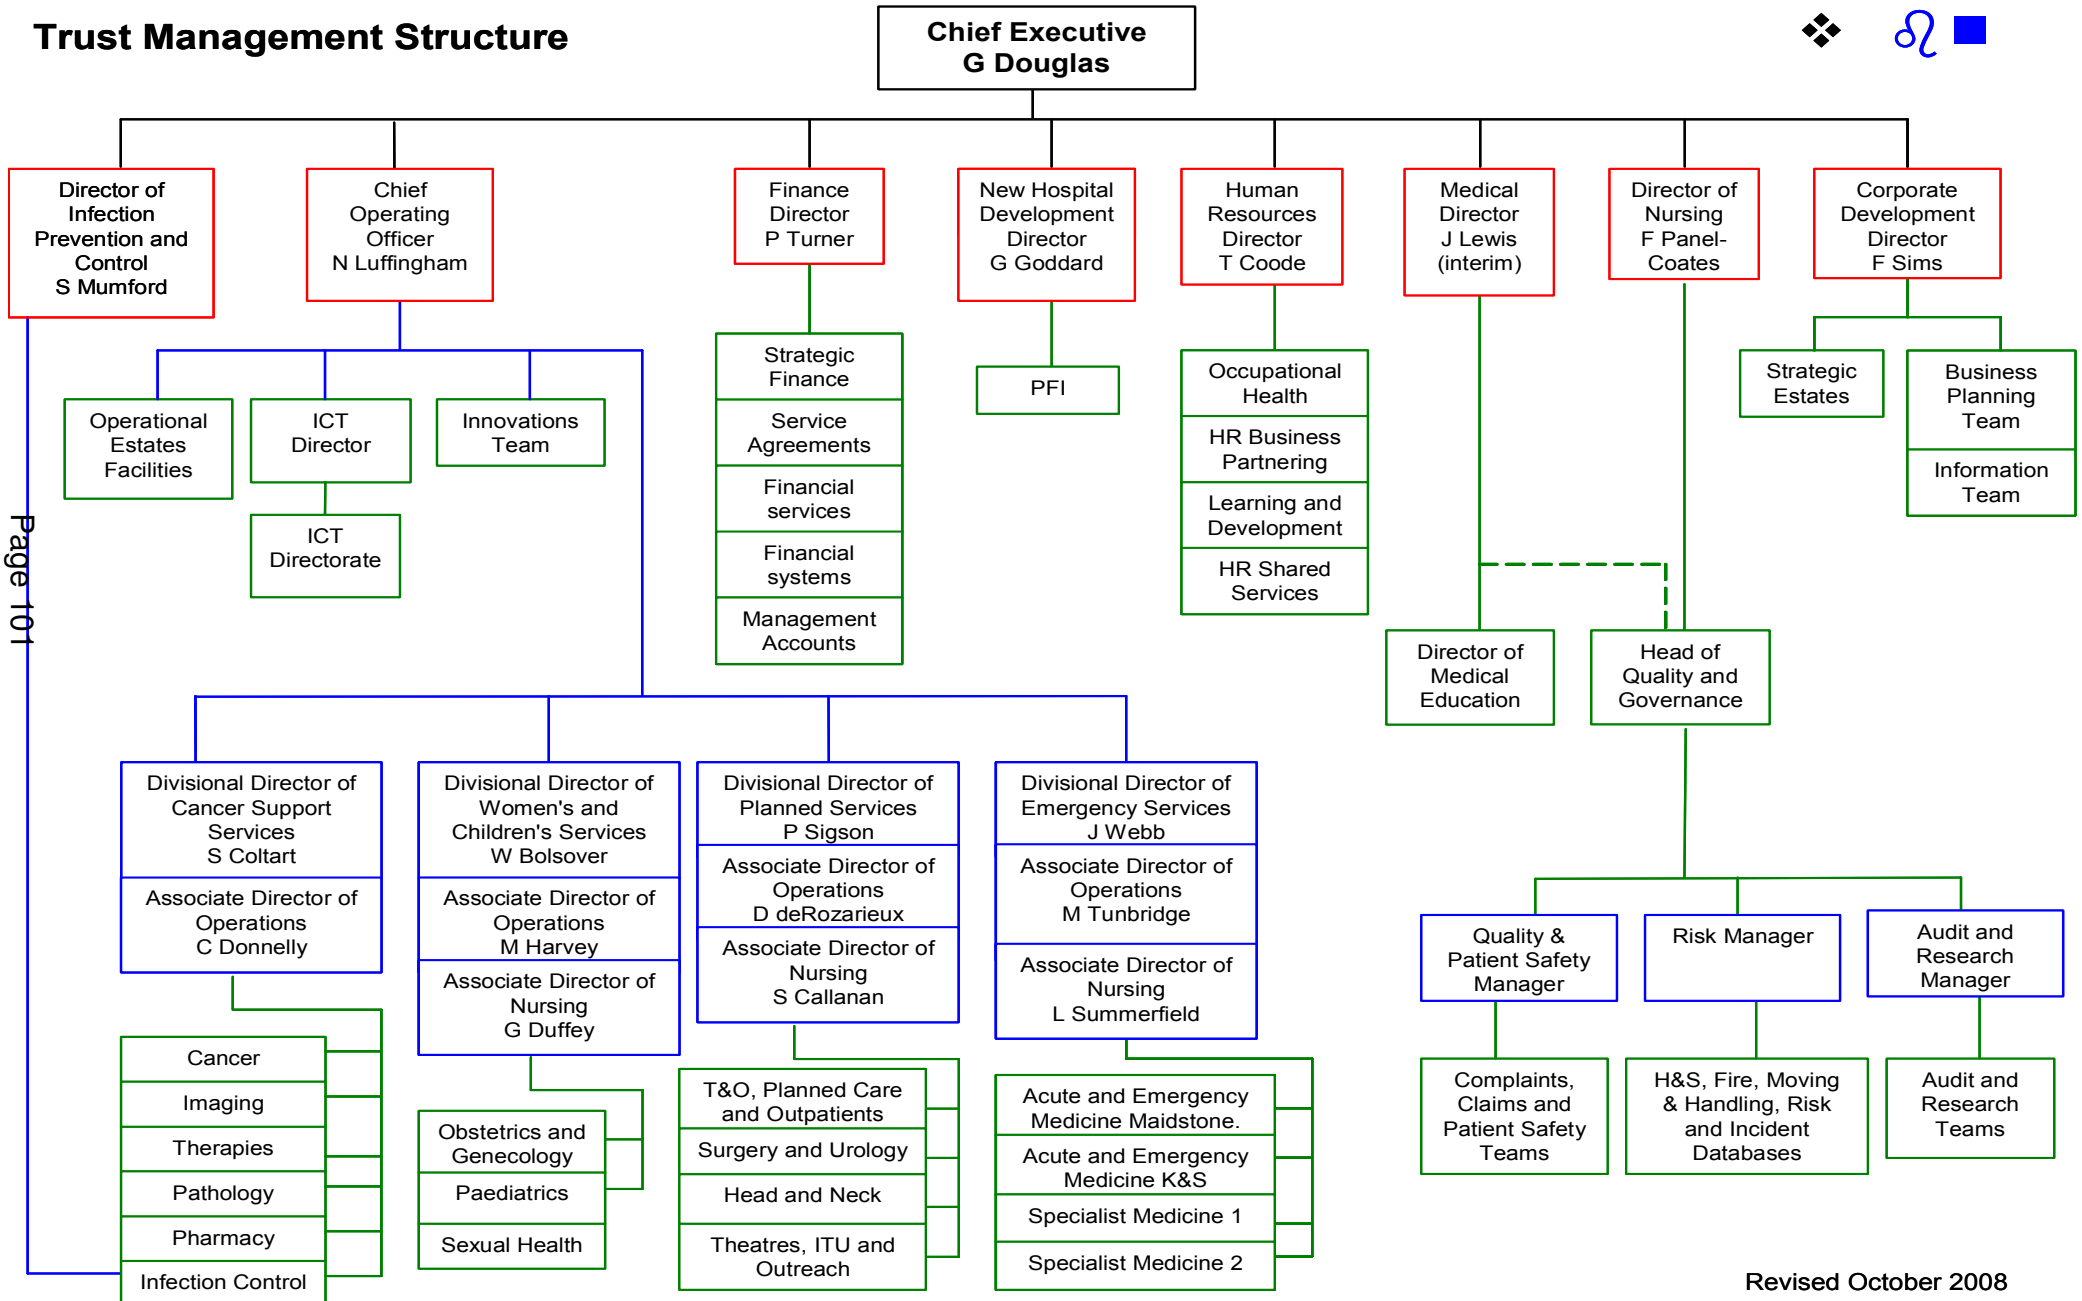 Trust Management Structure
Chief Executive
G Douglas
Director of
Infection
Prevention and
Control
S Mumford
Chief
Operating
Officer
N Luffingham
Finance
Director
P Turner
New Hospital
Development
Director
G Goddard
Human
Resources
Director
T Coode
Medical
Director
J Lewis
(interim)
Director of
Nursing
F Panel-
Coates
Corporate
Development
Director
F Sims
Operational
Estates
Facilities
ICT
Director
ICT
Directorate
Innovations
Team
Strategic
Finance
Service
Agreements
Financial
services
Financial
systems
Management
Accounts
PFI
Occupational
Health
HR Business
Partnering
Learning and
Development
HR Shared
Services
Strategic
Estates
Business
Planning
Team
Information
Team
Page 101
Director of
Medical
Education
Head of
Quality and
Governance
Divisional Director of
Cancer Support
Services
S Coltart
Associate Director of
Operations
C Donnelly
Divisional Director of
Women's and
Children's Services
W Bolsover
Associate Director of
Operations
M Harvey
Associate Director of
Nursing
G Duffey
Divisional Director of
Planned Services
P Sigson
Associate Director of
Operations
D deRozarieux
Associate Director of
Nursing
S Callanan
Divisional Director of
Emergency Services
J Webb
Associate Director of
Operations
M Tunbridge
Associate Director of
Nursing
L Summerfield
Quality &
Patient Safety
Manager
Risk Manager
Audit and
Research
Manager
Cancer
Imaging
Therapies
Pathology
Pharmacy
Infection Control
Obstetrics and
Genecology
Paediatrics
Sexual Health
T&O, Planned Care
and Outpatients
Surgery and Urology
Head and Neck
Theatres, ITU and
Outreach
Acute and Emergency
Medicine Maidstone.
Acute and Emergency
Medicine K&S
Specialist Medicine 1
Specialist Medicine 2
Complaints,
Claims and
Patient Safety
Teams
H&S, Fire, Moving
& Handling, Risk
and Incident
Databases
Audit and
Research
Teams
Revised October 2008